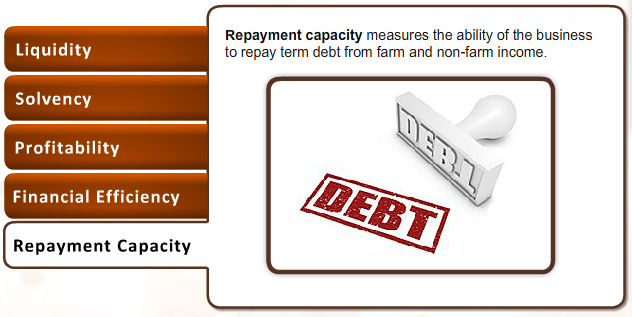 Liquidity
Solvency
Profitability
Financial Efficiency
Repayment Capacity
Repayment capacity measures the ability of the business
to repay term debt from farm and non-farm income.
DEBT
DEBT